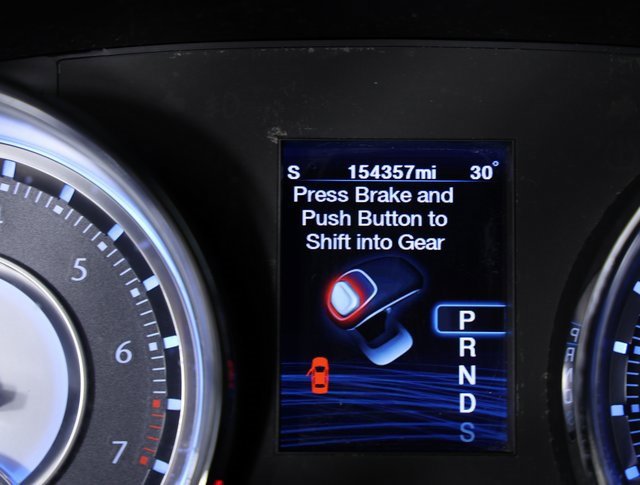 S 154357mi 30°
Press Brake and
Push Button to
Shift into Gear
P
R
N
D
S
5
6
7